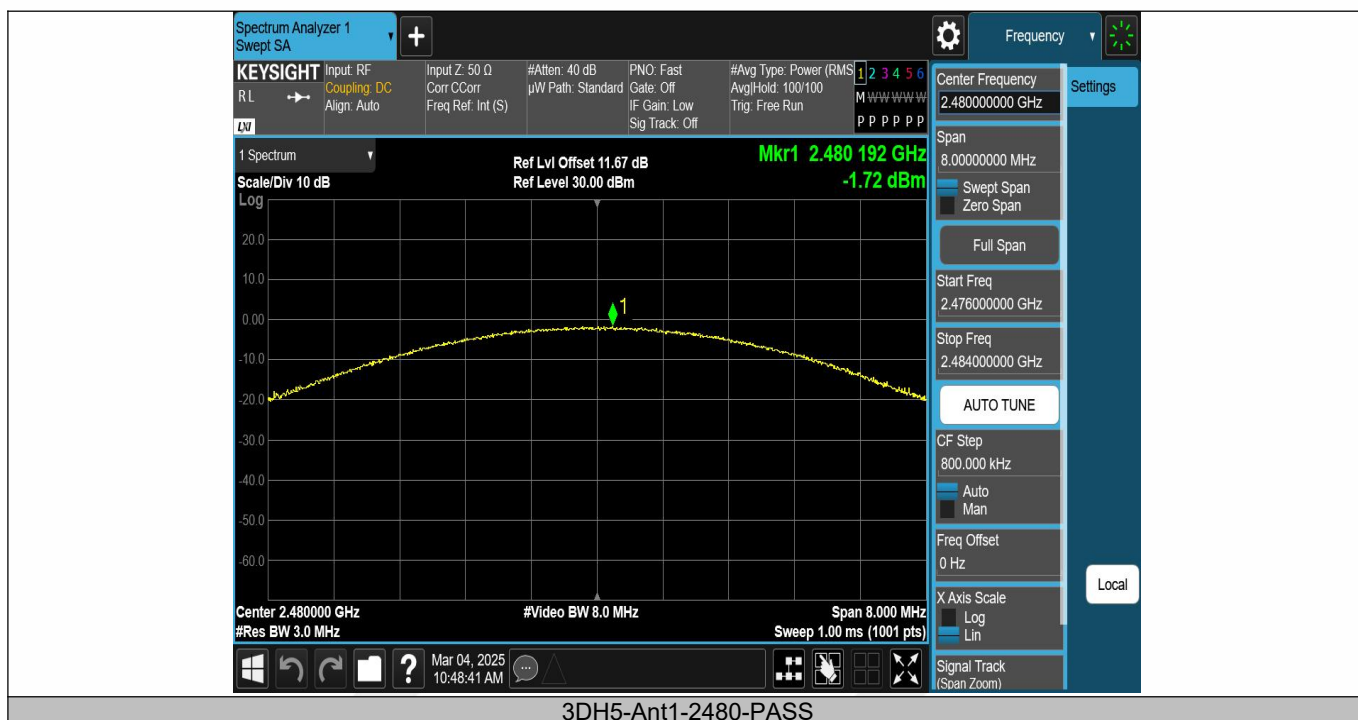 Spectrum Analyzer 1
Swept SA
Frequency
KEYSIGHT
RL
LXI
Input: RF
Coupling: DC
Align: Auto
Input Z: 50 Ω
Corr CCorr
Freq Ref: Int (S)
#Atten: 40 dB
µW Path: Standard
PNO: Fast
Gate: Off
IF Gain: Low
Sig Track: Off
#Avg Type: Power (RMS
Avg|Hold: 100/100
Trig: Free Run
1 2 3 4 5 6
M W W W W W
P P P P P P
1 Spectrum
Scale/Div 10 dB
Log
Ref Lvl Offset 11.67 dB
Ref Level 30.00 dBm
Mkr1 2.480 192 GHz
-1.72 dBm
20.0
10.0
0.00
-10.0
-20.0
-30.0
-40.0
-50.0
-60.0
1
Center 2.480000 GHz
#Res BW 3.0 MHz
#Video BW 8.0 MHz
Span 8.000 MHz
Sweep 1.00 ms (1001 pts)
Mar 04, 2025
10:48:41 AM
Center Frequency
2.480000000 GHz
Settings
Span
8.00000000 MHz
Swept Span
Zero Span
Full Span
Start Freq
2.476000000 GHz
Stop Freq
2.484000000 GHz
AUTO TUNE
CF Step
800.000 kHz
Auto
Man
Freq Offset
0 Hz
Local
X Axis Scale
Log
Lin
Signal Track
(Span Zoom)
3DH5-Ant1-2480-PASS